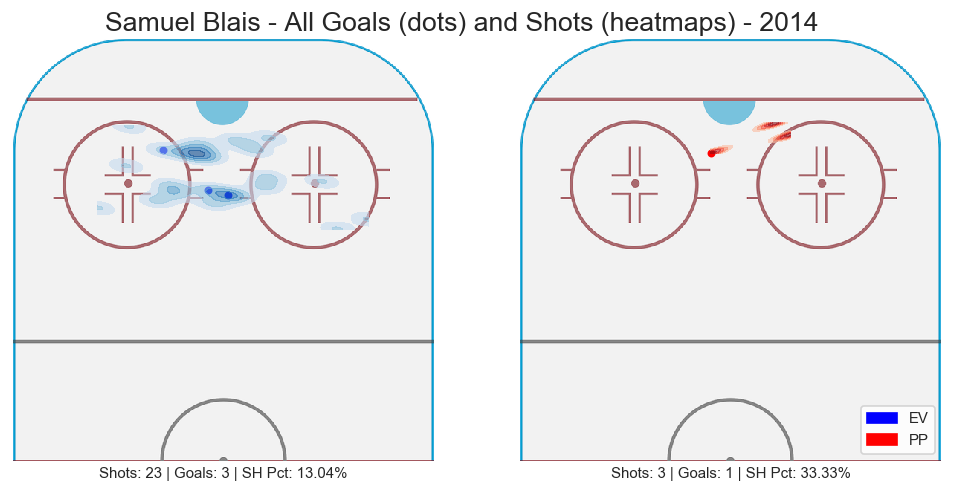 Samuel Blais - All Goals (dots) and Shots (heatmaps) - 2014
EV
PP
Shots: 23 | Goals: 3 | SH Pct: 13.04%
Shots: 3 | Goals: 1 | SH Pct: 33.33%